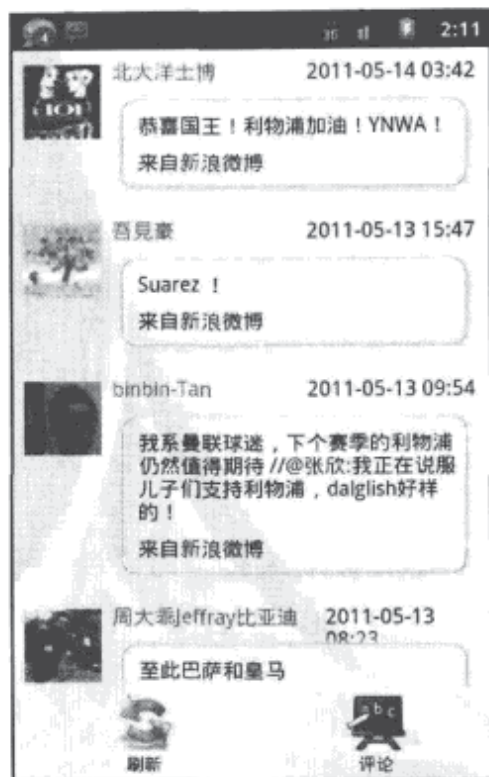 2:11
北大洋土博 2011-05-14 03:42
恭喜国王！利物浦加油！YNWA！
来自新浪微博
吾見豪 2011-05-13 15:47
Suarez ！
来自新浪微博
binbin-Tan 2011-05-13 09:54
我系曼联球迷，下个赛季的利物浦
仍然值得期待 //@张欣:我正在说服
儿子们支持利物浦，dalglish好样
的！
来自新浪微博
周大乖Jeffray比亚迪 2011-05-13
08:23
至此巴萨和皇马
abc
刷新 评论